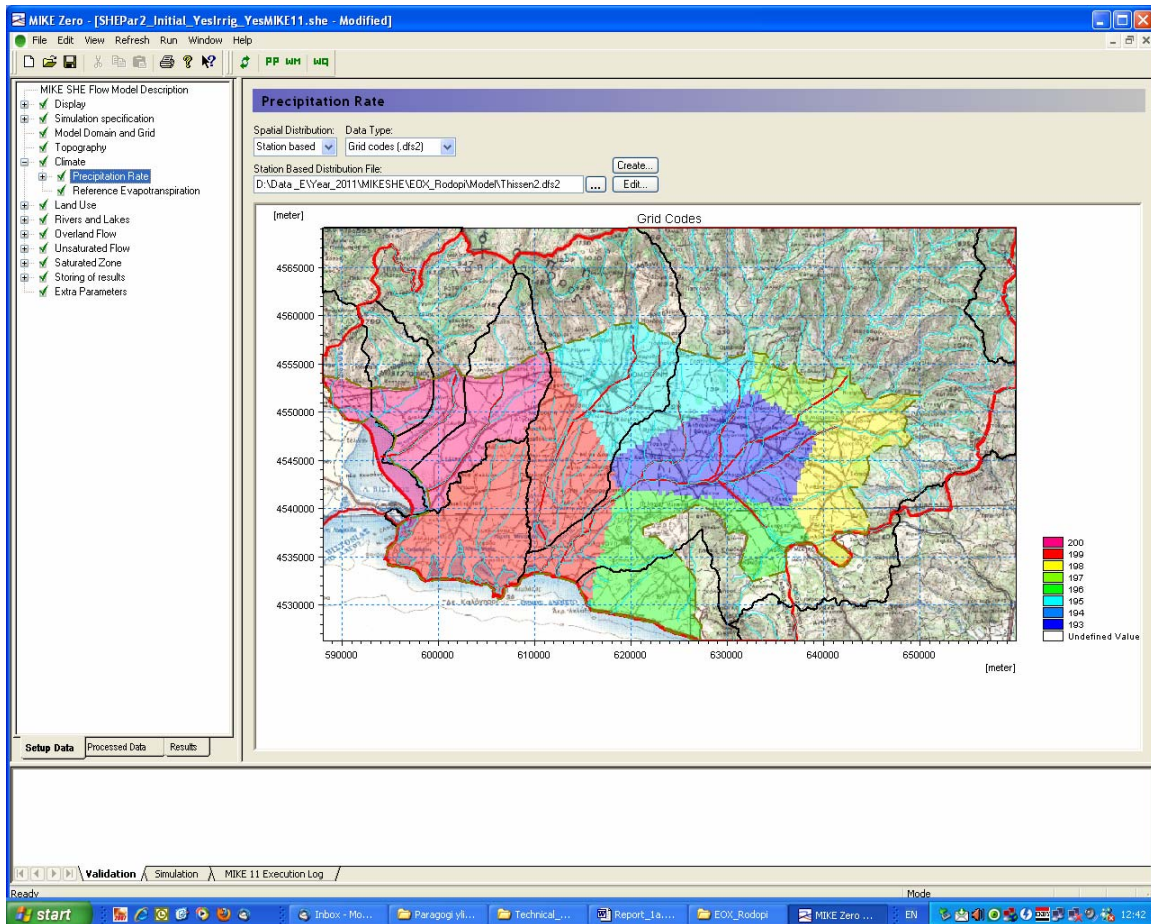 MIKE Zero - [SHEPar2_Initial_YesIrrig_YesMIKE11.she - Modified]
File Edit View Refresh Run Window Help
PP WM WQ
MIKE SHE Flow Model Description
Display
Simulation specification
Model Domain and Grid
Topography
Climate
Precipitation Rate
Reference Evapotranspiration
Land Use
Rivers and Lakes
Overland Flow
Unsaturated Flow
Saturated Zone
Storing of results
Extra Parameters
Setup Data Processed Data Results
Precipitation Rate
Spatial Distribution: Data Type:
Station based Grid codes (.dfs2)
Station Based Distribution File:
D:\Data _E\Year_2011\MIKESHE\EOX_Rodopi\Model\Thissen2.dfs2 ...
Create...
Edit...
[meter]
Grid Codes
4565000
4560000
4555000
4550000
4545000
4540000
4535000
4530000
590000 600000 610000 620000 630000 640000 650000
[meter]
200
199
198
197
196
195
194
193
Undefined Value
Validation Simulation MIKE 11 Execution Log
Ready Mode
start Inbox - Mo... Paragogi yli... Technical_... Report_1a.... EOX_Rodopi MIKE Zero ... EN 12:42